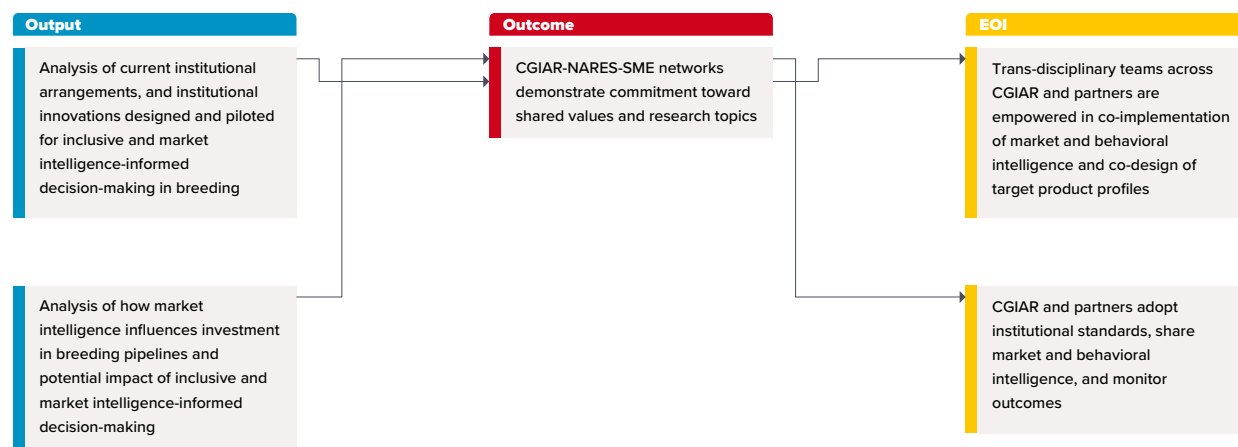 Output
Analysis of current institutional
arrangements, and institutional
innovations designed and piloted
for inclusive and market
intelligence-informed
decision-making in breeding
Analysis of how market
intelligence influences investment
in breeding pipelines and
potential impact of inclusive and
market intelligence-informed
decision-making
Outcome
CGIAR-NARES-SME networks
demonstrate commitment toward
shared values and research topics
EOI
Trans-disciplinary teams across
CGIAR and partners are
empowered in co-implementation
of market and behavioral
intelligence and co-design of
target product profiles
CGIAR and partners adopt
institutional standards, share
market and behavioral
intelligence, and monitor
outcomes